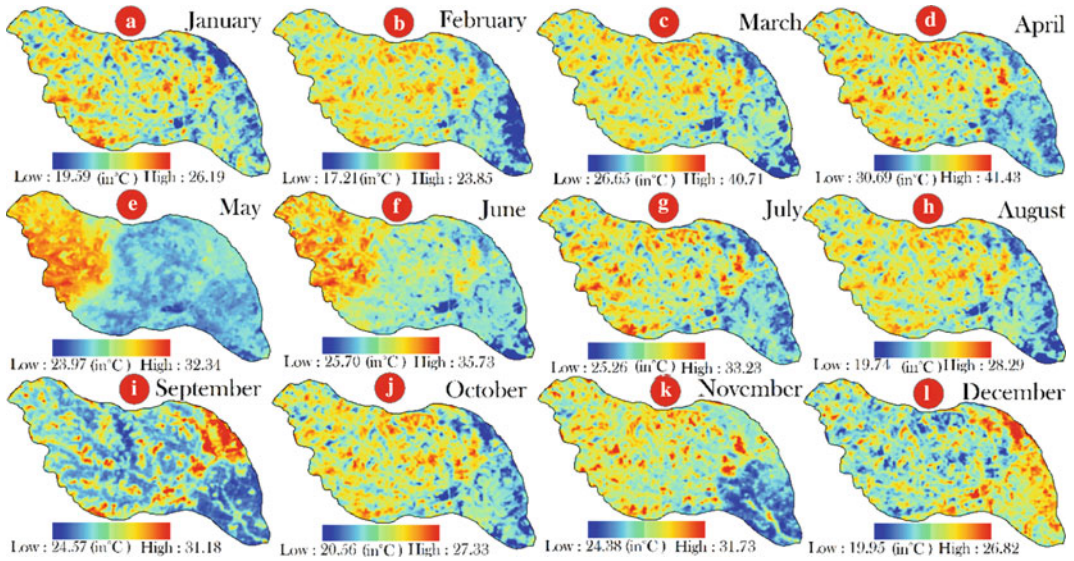 a January
b February
c March
d April
Low : 19.59 (in°C) High : 26.19
Low : 17.21 (in°C) High : 23.85
Low : 26.65 (in°C) High : 40.71
Low : 30.69 (in°C) High : 41.43
e May
f June
g July
h August
Low : 23.97 (in°C) High : 32.34
Low : 25.70 (in°C) High : 35.73
Low : 25.26 (in°C) High : 33.23
Low : 19.74 (in°C) High : 28.29
i September
j October
k November
l December
Low : 24.57 (in°C) High : 31.18
Low : 20.56 (in°C) High : 27.33
Low : 24.38 (in°C) High : 31.73
Low : 19.95 (in°C) High : 26.82